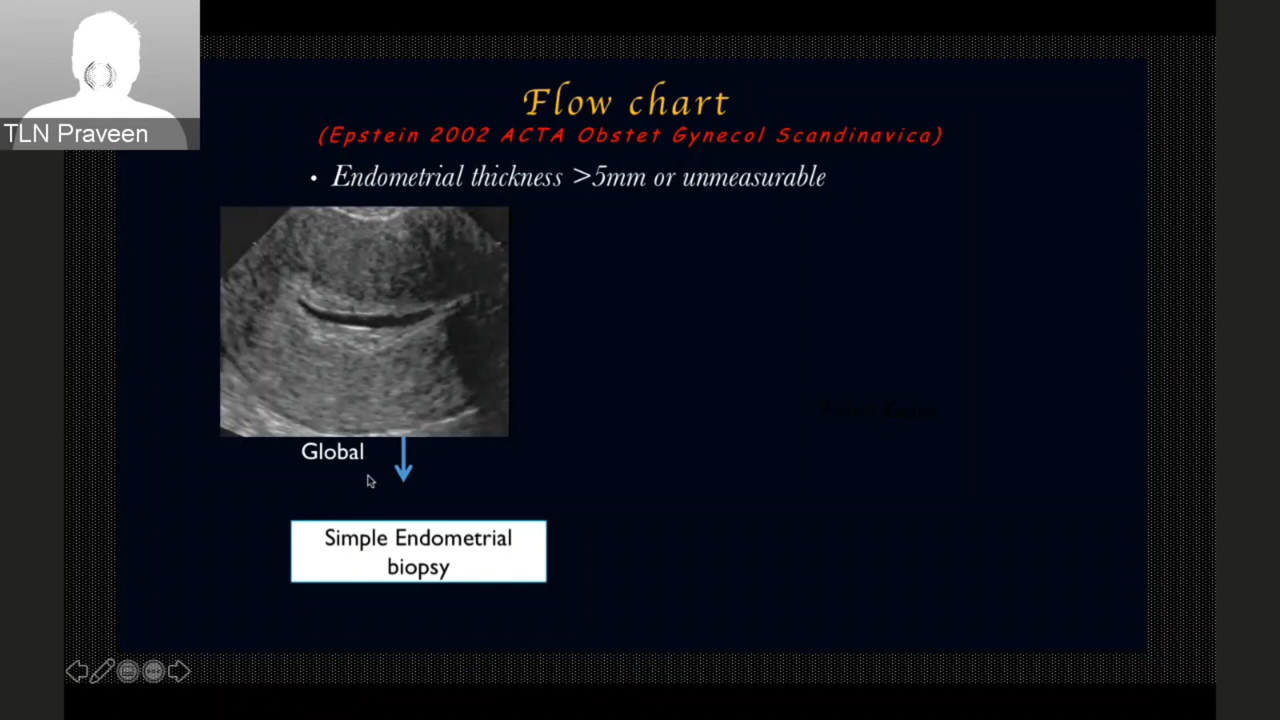 TLN Praveen
Flow chart
(Epstein 2002 ACTA Obstet Gynecol Scandinavica)
• Endometrial thickness >5mm or unmeasurable
Global
Simple Endometrial
biopsy